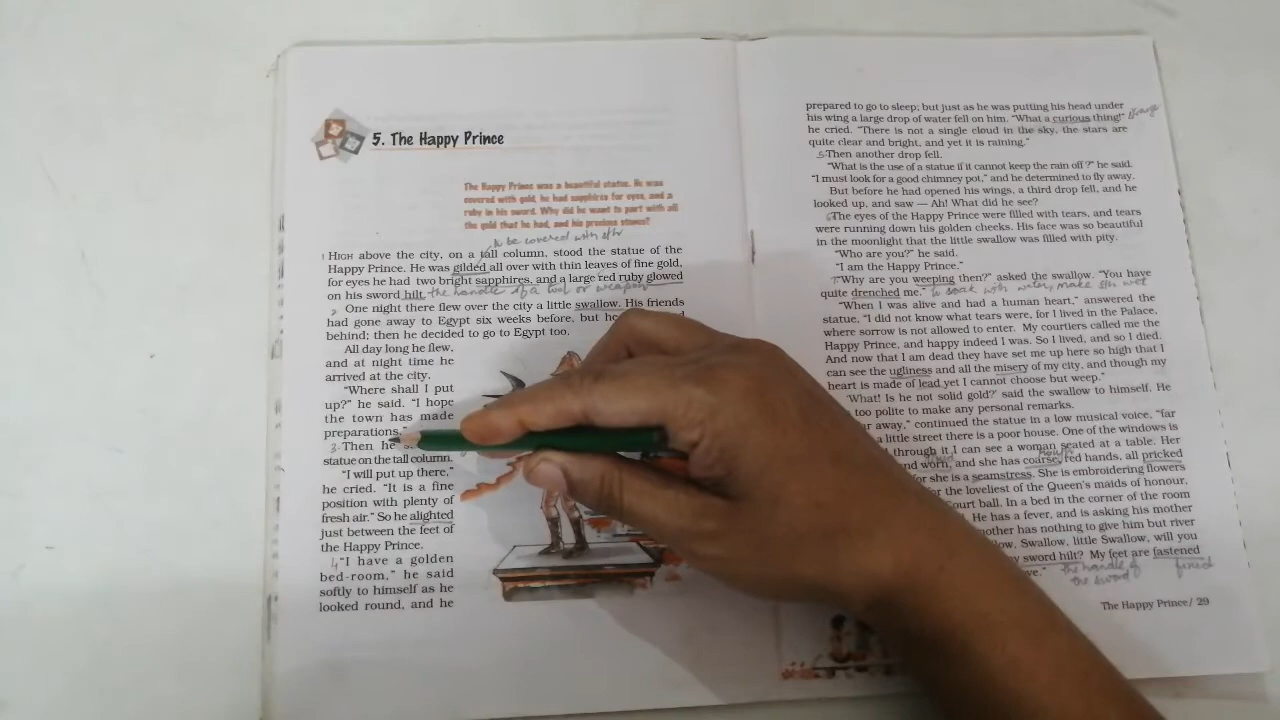 5. The Happy Prince
The Happy Prince was a beautiful statue. He was
covered with gold, he had sapphires for eyes, and a
ruby in his sword. Why did he want to part with all
the gold that he had, and his precious stones?
to be covered with
1 HIGH above the city, on a tall column, stood the statue of the
Happy Prince. He was gilded all over with thin leaves of fine gold,
for eyes he had two bright sapphires, and a large red ruby glowed
on his sword hilt. the handle of a tool or weapon
2 One night there flew over the city a little swallow. His friends
had gone away to Egypt six weeks before, but he
behind; then he decided to go to Egypt too.
All day long he flew,
and at night time he
arrived at the city.
“Where shall I put
up?” he said. “I hope
the town has made
preparations.”
3 Then he
statue on the tall column.
“I will put up there,”
he cried. “It is a fine
position with plenty of
fresh air.” So he alighted
just between the feet of
the Happy Prince.
4 “I have a golden
bed-room,” he said
softly to himself as he
looked round, and he
prepared to go to sleep; but just as he was putting his head under
his wing a large drop of water fell on him. “What a curious thing!” strange
he cried. “There is not a single cloud in the sky, the stars are
quite clear and bright, and yet it is raining.”
5 Then another drop fell.
“What is the use of a statue if it cannot keep the rain off?” he said.
“I must look for a good chimney pot,” and he determined to fly away.
But before he had opened his wings, a third drop fell, and he
looked up, and saw — Ah! What did he see?
The eyes of the Happy Prince were filled with tears, and tears
were running down his golden cheeks. His face was so beautiful
in the moonlight that the little swallow was filled with pity.
“Who are you?” he said.
“I am the Happy Prince.”
“Why are you weeping then?” asked the swallow. “You have
quite drenched me.” to soak with water, make wet
“When I was alive and had a human heart,” answered the
statue, “I did not know what tears were, for I lived in the Palace,
where sorrow is not allowed to enter. My courtiers called me the
Happy Prince, and happy indeed I was. So I lived, and so I died.
And now that I am dead they have set me up here so high that I
can see the ugliness and all the misery of my city, and though my
heart is made of lead yet I cannot choose but weep.”
‘What! Is he not solid gold?’ said the swallow to himself. He
too polite to make any personal remarks.
away,” continued the statue in a low musical voice, “far
a little street there is a poor house. One of the windows is
through it I can see a woman seated at a table. Her
and worn, and she has coarse, red hands, all pricked
for she is a seamstress. She is embroidering flowers
for the loveliest of the Queen's maids of honour,
Court ball. In a bed in the corner of the room
He has a fever, and is asking his mother
mother has nothing to give him but river
Swallow, Swallow, little Swallow, will you
my sword hilt? My feet are fastened
the handle of fixed
the sword
The Happy Prince/ 29